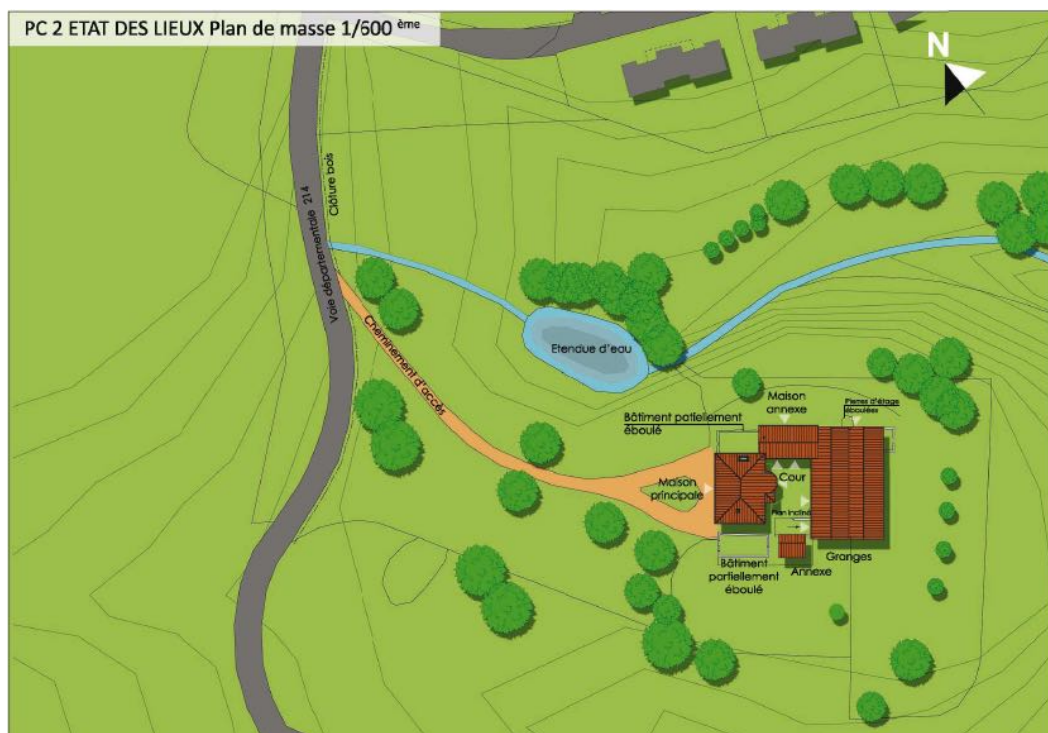 PC 2 ETAT DES LIEUX Plan de masse 1/600 ème
N
Clôture bois
Voie départementale 214
Cheminement d'accès
Etendue d'eau
Maison
annexe
Pierres d'étage
éboulées
Bâtiment patiellement
éboulé
Maison
principale
Cour
Plan incliné
Granges
Bâtiment
partiellement
éboulé
Annexe